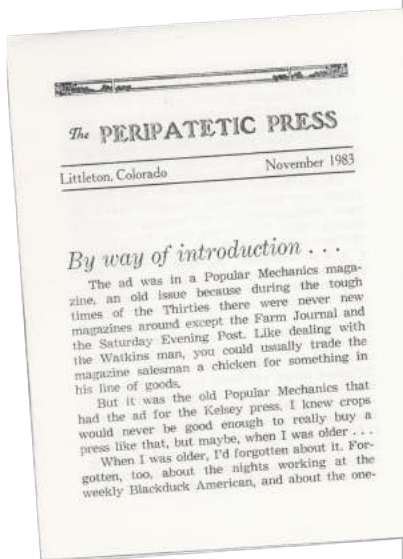 The PERIPATETIC PRESS
Littleton, Colorado November 1983
By way of introduction . . .
The ad was in a Popular Mechanics maga-
zine, an old issue because during the tough
times of the Thirties there were never new
magazines around except the Farm Journal and
the Saturday Evening Post. Like dealing with
the Watkins man, you could usually trade the
magazine salesman a chicken for something in
his line of goods.
But it was the old Popular Mechanics that
had the ad for the Kelsey press. I knew crops
would never be good enough to really buy a
press like that, but maybe, when I was older . . .
When I was older, I'd forgotten about it. For-
gotten, too, about the nights working at the
weekly Blackduck American, and about the one-